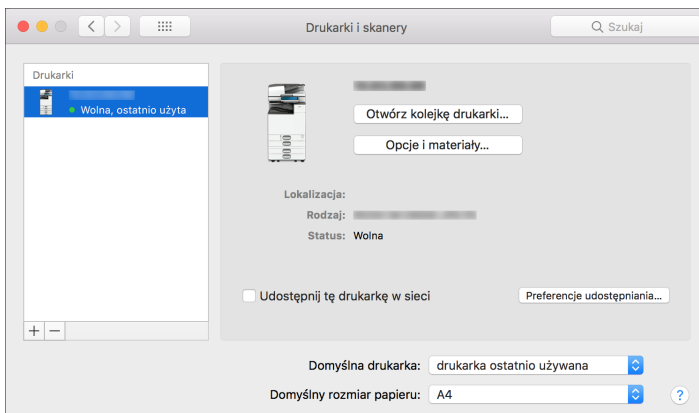 Drukarki i skanery
Szukaj
Drukarki
Wolna, ostatnio użyta
Otwórz kolejkę drukarki...
Opcje i materiały...
Lokalizacja:
Rodzaj:
Status: Wolna
Udostępnij tę drukarkę w sieci
Preferencje udostępniania...
Domyślna drukarka: drukarka ostatnio używana
Domyślny rozmiar papieru: A4
?